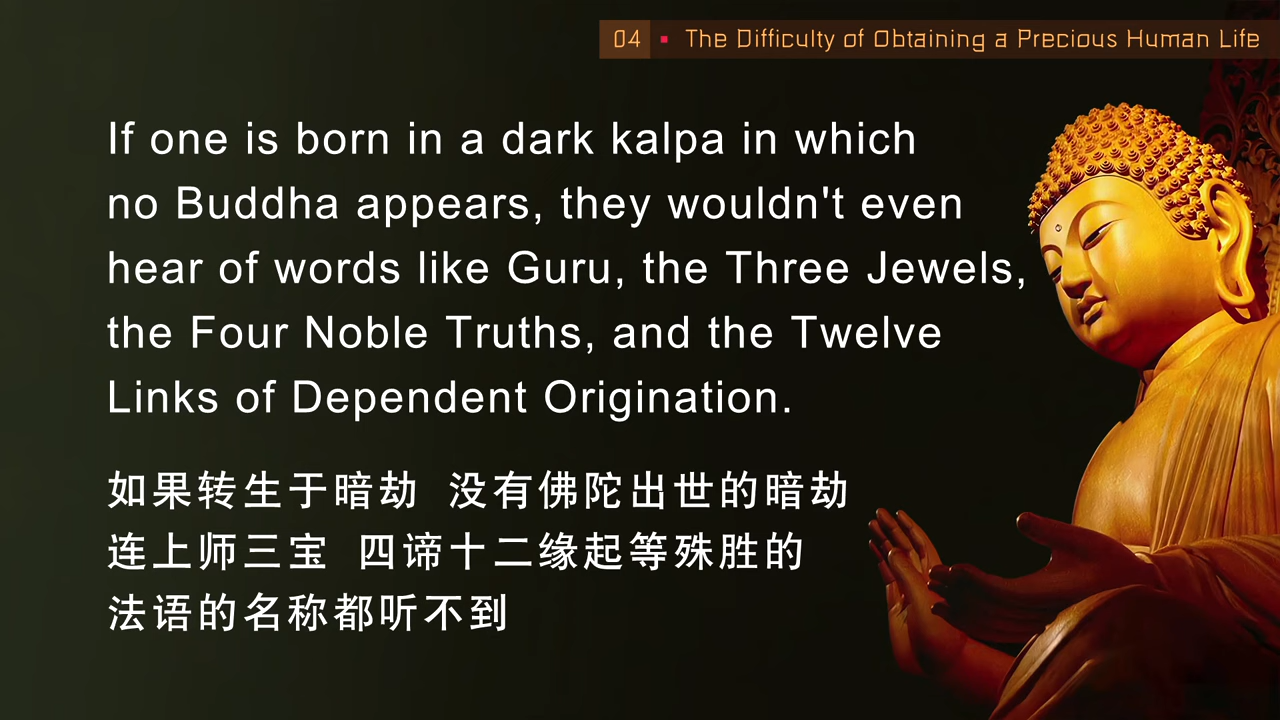 04 ▪ The Difficulty of Obtaining a Precious Human Life
If one is born in a dark kalpa in which
no Buddha appears, they wouldn't even
hear of words like Guru, the Three Jewels,
the Four Noble Truths, and the Twelve
Links of Dependent Origination.
如果转生于暗劫 没有佛陀出世的暗劫
连上师三宝 四谛十二缘起等殊胜的
法语的名称都听不到